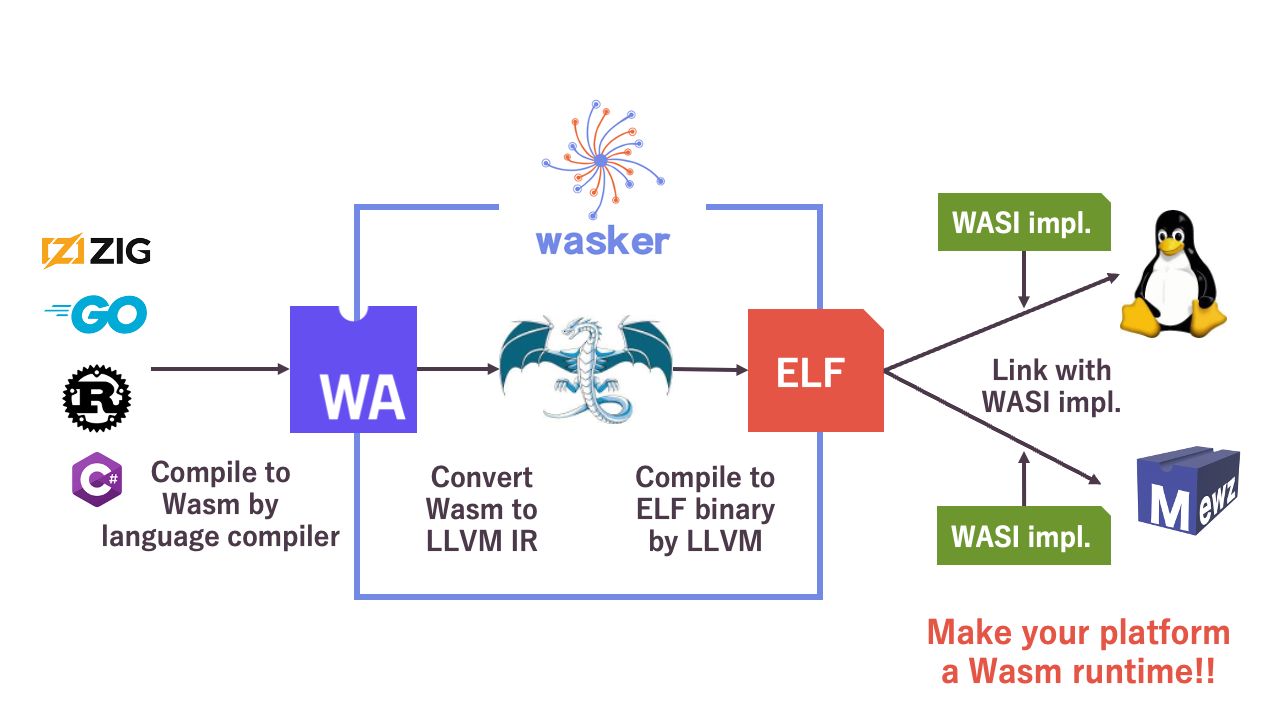 wasker
ZIG
GO
R
C#
WA
ELF
Compile to
Wasm by
language compiler
Convert
Wasm to
LLVM IR
Compile to
ELF binary
by LLVM
WASI impl.
Link with
WASI impl.
WASI impl.
Mewz
Make your platform
a Wasm runtime!!